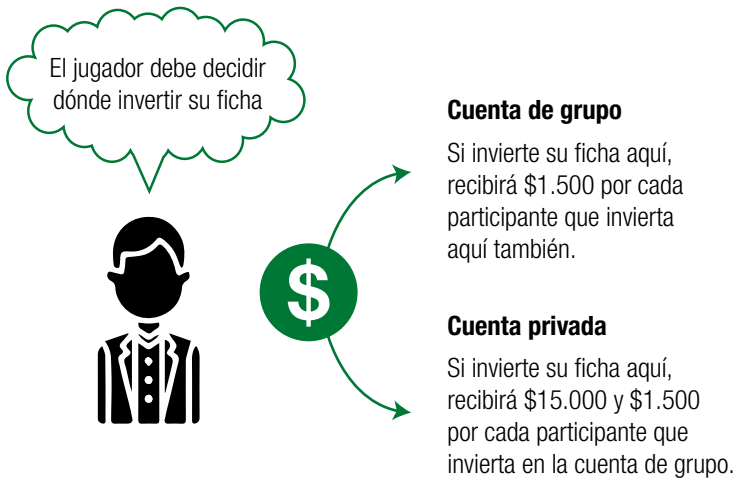 El jugador debe decidir
dónde invertir su ficha
$
Cuenta de grupo
Si invierte su ficha aquí,
recibirá $1.500 por cada
participante que invierta
aquí también.
Cuenta privada
Si invierte su ficha aquí,
recibirá $15.000 y $1.500
por cada participante que
invierta en la cuenta de grupo.